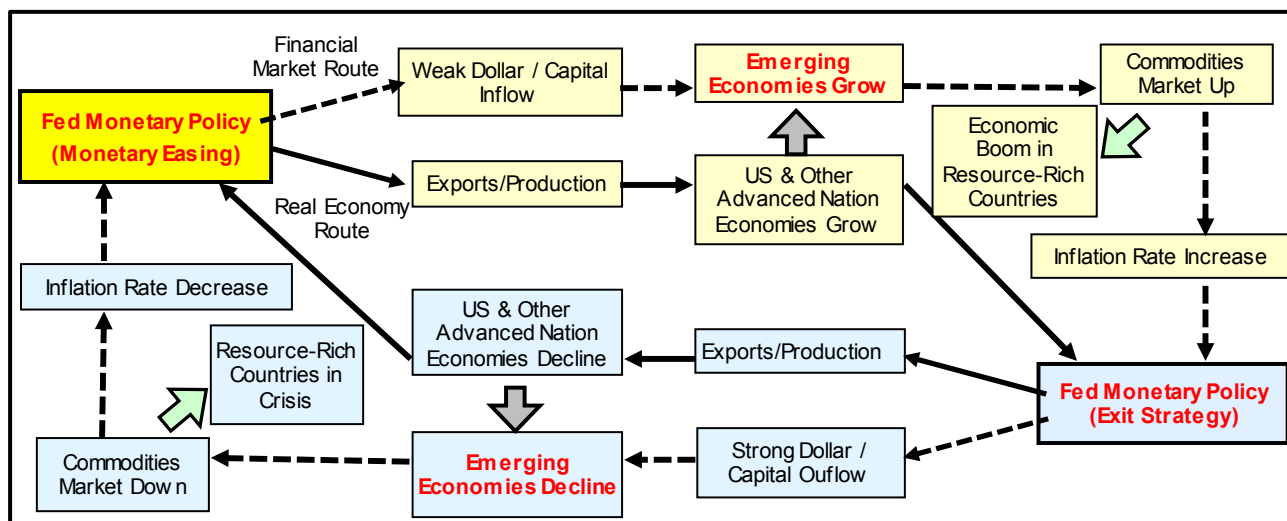 Financial
Market Route
Weak Dollar / Capital
Inflow
Emerging
Economies Grow
Commodities
Market Up
Fed Monetary Policy
(Monetary Easing)
Economic
Boom in
Resource-Rich
Countries
Exports/Production
US & Other
Advanced Nation
Economies Grow
Real Economy
Route
Inflation Rate Increase
Inflation Rate Decrease
US & Other
Advanced Nation
Economies Decline
Exports/Production
Resource-Rich
Countries in
Crisis
Fed Monetary Policy
(Exit Strategy)
Commodities
Market Down
Emerging
Economies Decline
Strong Dollar /
Capital Ouflow